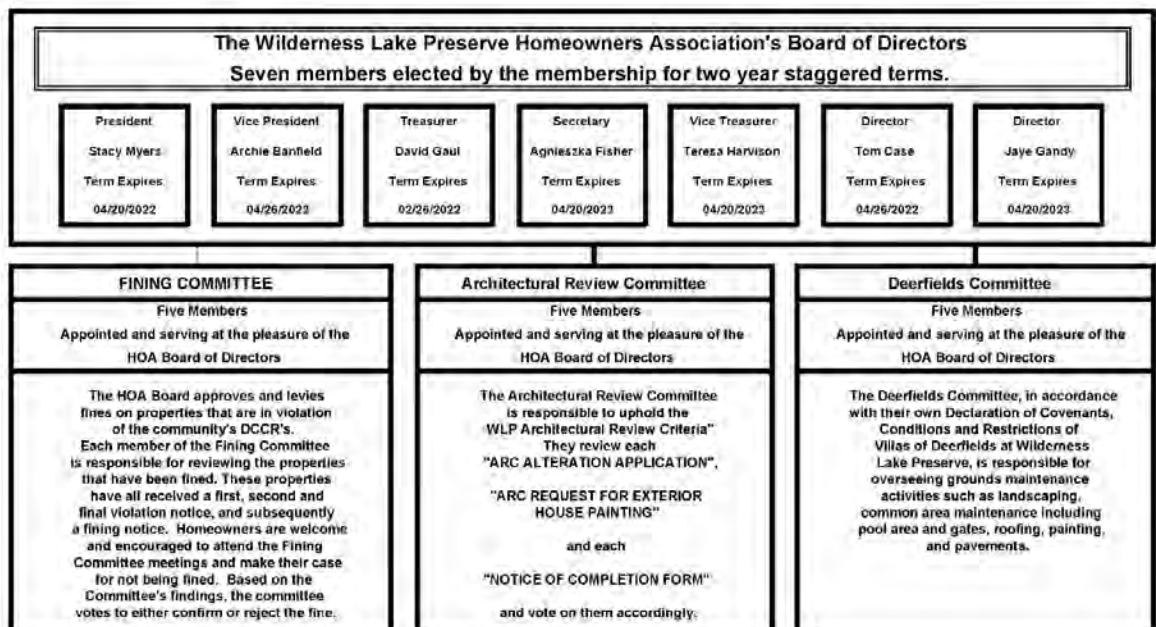 The Wilderness Lake Preserve Homeowners Association's Board of Directors
Seven members elected by the membership for two year staggered terms.
President
Stacy Myers
Term Expires
04/20/2022
Vice President
Archie Banfield
Term Expires
04/26/2023
Treasurer
David Gaul
Term Expires
02/26/2022
Secretary
Agnieszka Fisher
Term Expires
04/20/2023
Vice Treasurer
Teresa Harvison
Term Expires
04/20/2023
Director
Tom Case
Term Expires
04/26/2022
Director
Jaye Gandy
Term Expires
04/20/2023
FINING COMMITTEE
Five Members
Appointed and serving at the pleasure of the
HOA Board of Directors
The HOA Board approves and levies
fines on properties that are in violation
of the community's DCCR's.
Each member of the Fining Committee
is responsible for reviewing the properties
that have been fined. These properties
have all received a first, second and
final violation notice, and subsequently
a fining notice. Homeowners are welcome
and encouraged to attend the Fining
Committee meetings and make their case
for not being fined. Based on the
Committee's findings, the committee
votes to either confirm or reject the fine.
Architectural Review Committee
Five Members
Appointed and serving at the pleasure of the
HOA Board of Directors
The Architectural Review Committee
is responsible to uphold the
WLP Architectural Review Criteria"
They review each
"ARC ALTERATION APPLICATION",
"ARC REQUEST FOR EXTERIOR
HOUSE PAINTING"
and each
"NOTICE OF COMPLETION FORM"
and vote on them accordingly.
Deerfields Committee
Five Members
Appointed and serving at the pleasure of the
HOA Board of Directors
The Deerfields Committee, in accordance
with their own Declaration of Covenants,
Conditions and Restrictions of
Villas of Deerfields at Wilderness
Lake Preserve, is responsible for
overseeing grounds maintenance
activities such as landscaping,
common area maintenance including
pool area and gates, roofing, painting,
and pavements.